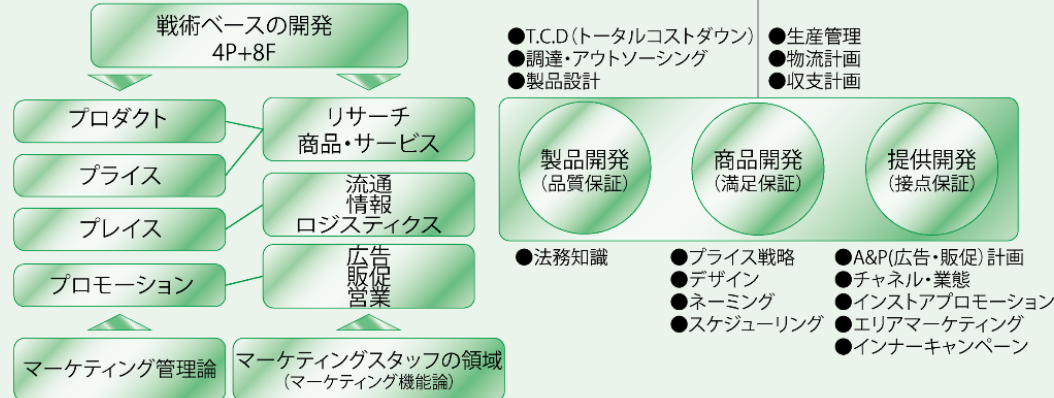 戦術ベースの開発
4P+8F
プロダクト
プライス
プレイス
プロモーション
マーケティング管理論
リサーチ
商品・サービス
流通
情報
ロジスティクス
広告
販促
営業
マーケティングスタッフの領域
(マーケティング機能論)
●T.C.D(トータルコストダウン)
●調達・アウトソーシング
●製品設計
●生産管理
●物流計画
●収支計画
製品開発
(品質保証)
商品開発
(満足保証)
提供開発
(接点保証)
●法務知識
●プライス戦略
●デザイン
●ネーミング
●スケジューリング
●A&P(広告・販促)計画
●チャネル・業態
●インストアプロモーション
●エリアマーケティング
●インナーキャンペーン